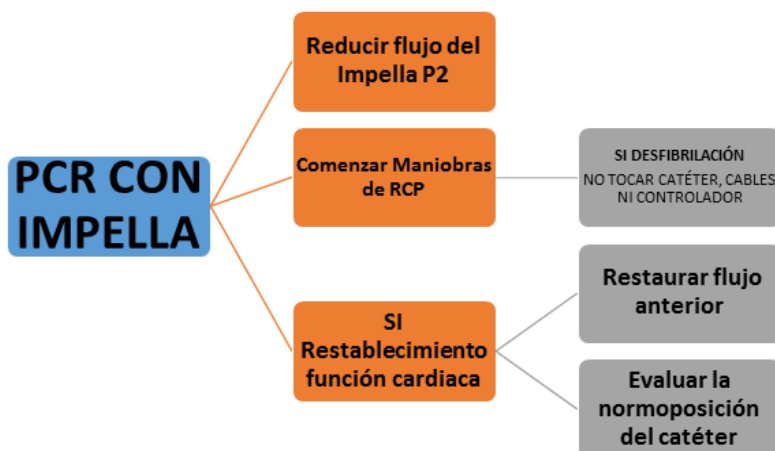 PCR CON
IMPELLA
Reducir flujo del
Impella P2
Comenzar Maniobras
de RCP
SI DESFIBRILACIÓN
NO TOCAR CATÉTER, CABLES
NI CONTROLADOR
SI
Restablecimiento
función cardiaca
Restaurar flujo
anterior
Evaluar la
normoposición
del catéter